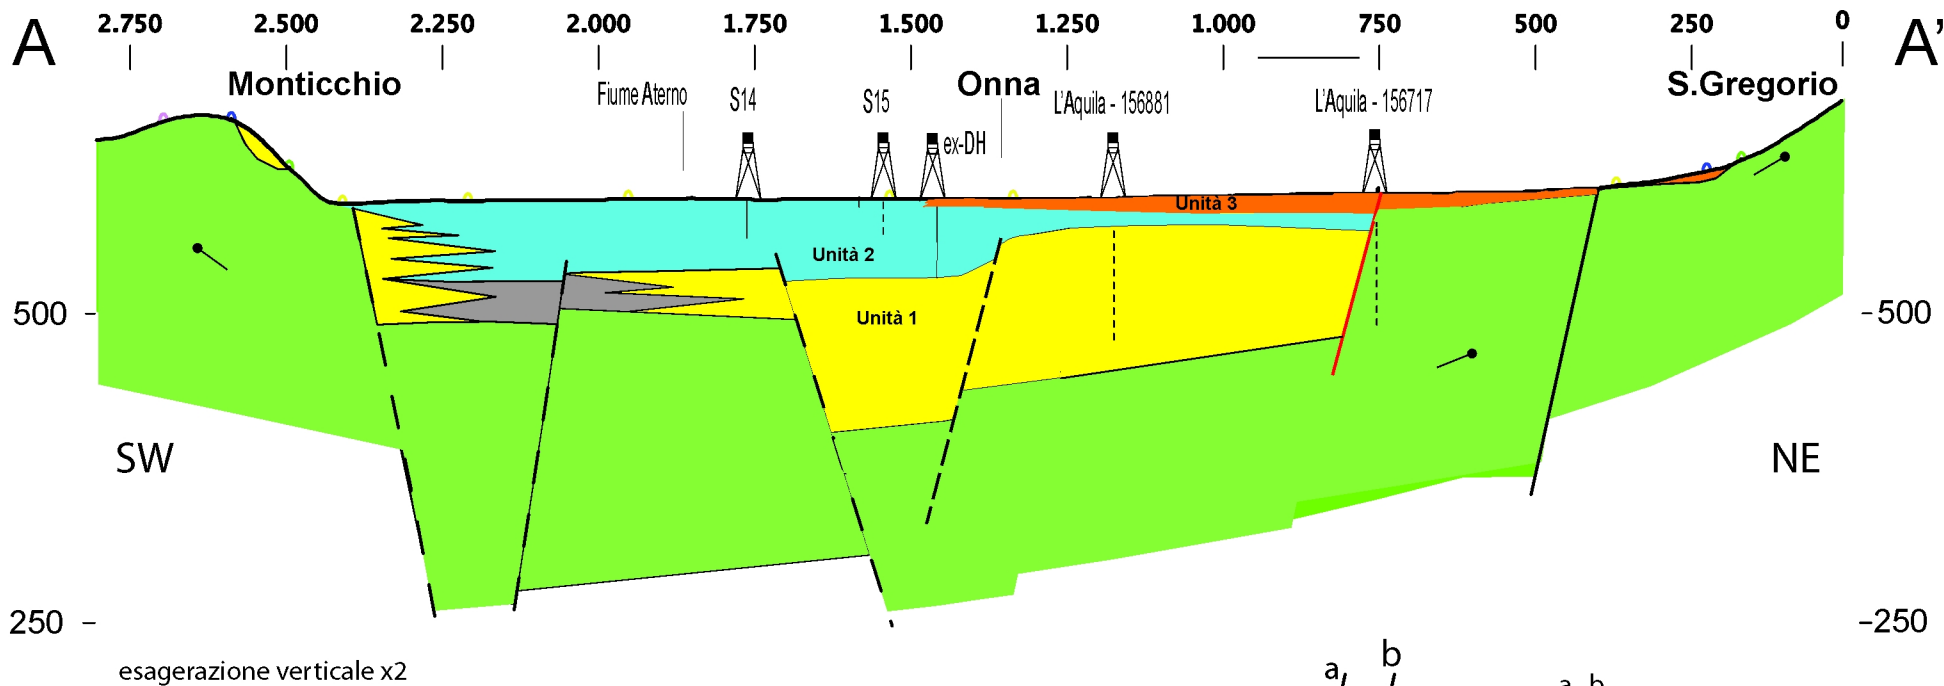 A 2.750 2.500 2.250 2.000 1.750 1.500 1.250 1.000 750 500 250 0 A'
Monticchio Fiume Aterno S14 S15 Onna L'Aquila - 156881 L'Aquila - 156717 S.Gregorio
ex-DH
Unità 3
Unità 2
500 Unità 1 -500
SW NE
250 -250
esagerazione verticale x2
a b
a b